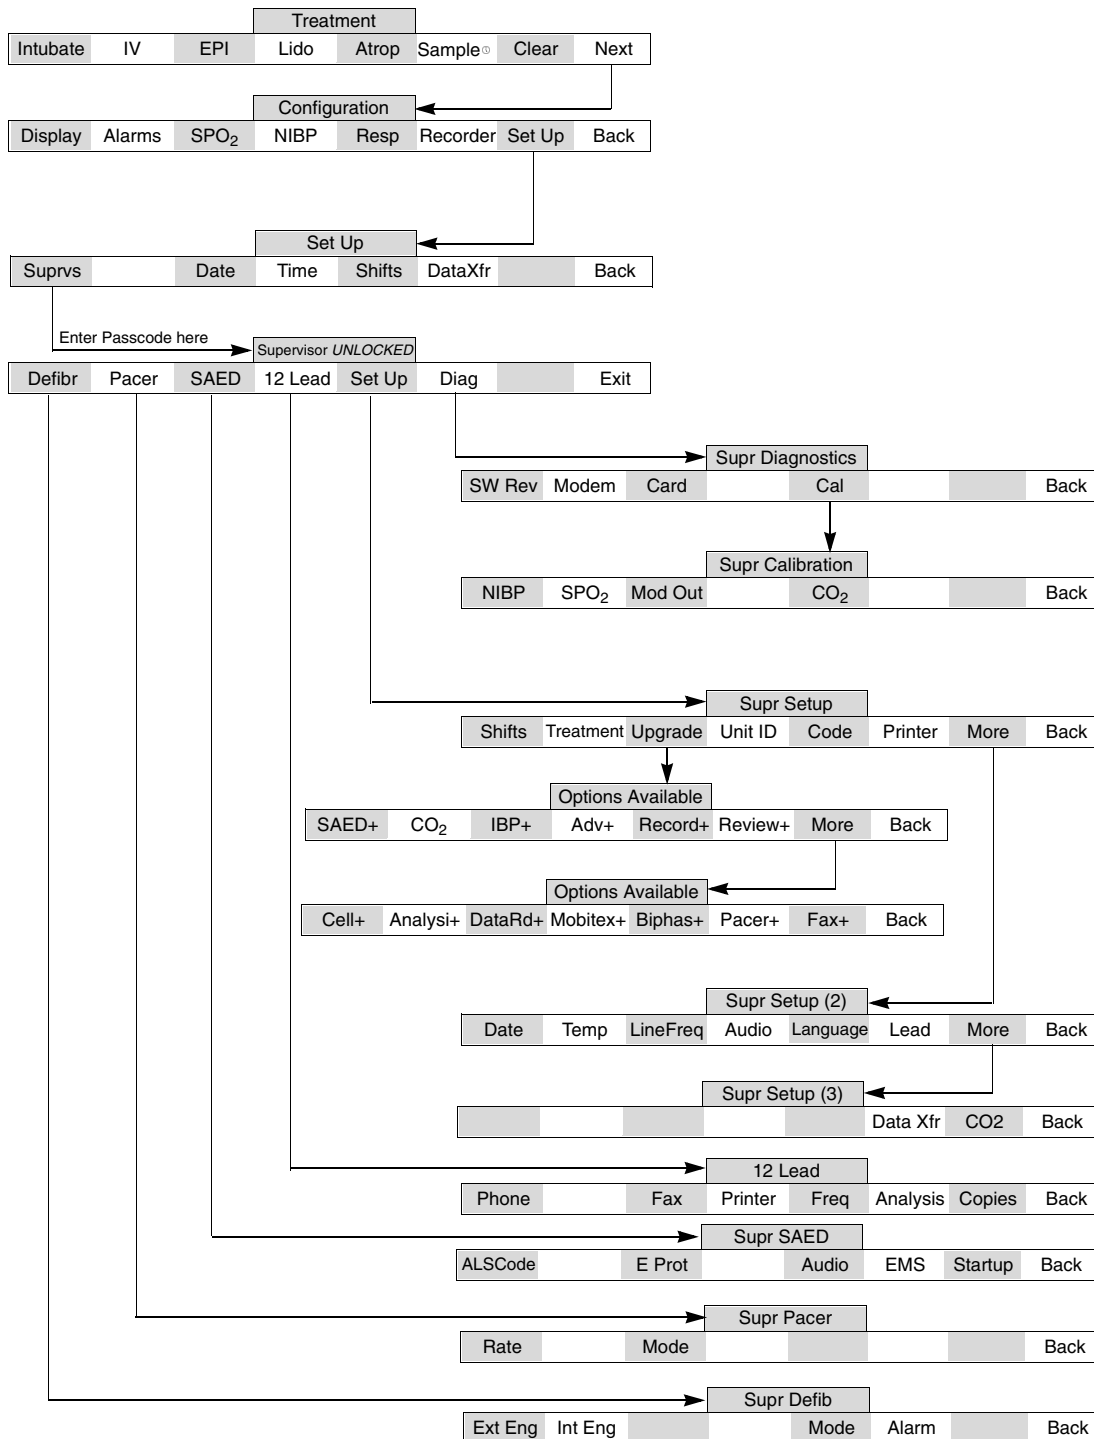 Treatment
Intubate IV EPI Lido Atrop Sample Clear Next
Configuration
Display Alarms SPO2 NIBP Resp Recorder Set Up Back
Set Up
Suprvs Date Time Shifts DataXfr Back
Enter Passcode here
Supervisor UNLOCKED
Defibr Pacer SAED 12 Lead Set Up Diag Exit
Supr Diagnostics
SW Rev Modem Card Cal Back
Supr Calibration
NIBP SPO2 Mod Out CO2 Back
Supr Setup
Shifts Treatment Upgrade Unit ID Code Printer More Back
Options Available
SAED+ CO2 IBP+ Adv+ Record+ Review+ More Back
Options Available
Cell+ Analysi+ DataRd+ Mobitex+ Biphas+ Pacer+ Fax+ Back
Supr Setup (2)
Date Temp LineFreq Audio Language Lead More Back
Supr Setup (3)
Data Xfr CO2 Back
12 Lead
Phone Fax Printer Freq Analysis Copies Back
Supr SAED
ALSCode E Prot Audio EMS Startup Back
Supr Pacer
Rate Mode Back
Supr Defib
Ext Eng Int Eng Mode Alarm Back